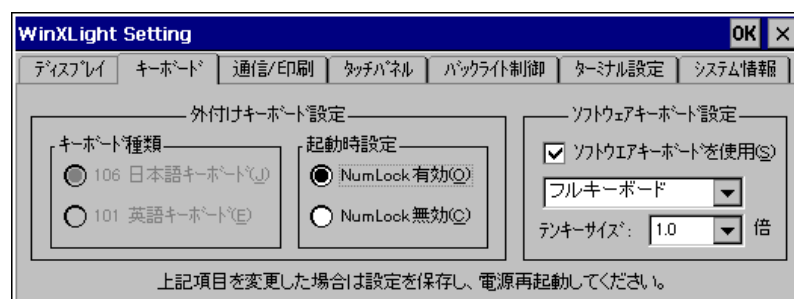 WinXLight Setting OK ×
ﾃﾞｨｽﾌﾟﾚｲ ｷｰﾎﾞｰﾄﾞ 通信/印刷 ﾀｯﾁﾊﾟﾈﾙ ﾊﾞｯｸﾗｲﾄ制御 ﾀｰﾐﾅﾙ設定 ｼｽﾃﾑ情報
外付けｷｰﾎﾞｰﾄﾞ設定
ｷｰﾎﾞｰﾄﾞ種類
106 日本語ｷｰﾎﾞｰﾄﾞ(J)
101 英語ｷｰﾎﾞｰﾄﾞ(E)
起動時設定
NumLock有効(O)
NumLock無効(C)
ｿﾌﾄｳｪｱｷｰﾎﾞｰﾄﾞ設定
ｿﾌﾄｳｴｱｷｰﾎﾞｰﾄﾞを使用(S)
フルキーボード
ﾃﾝｷｰｻｲｽﾞ: 1.0 倍
上記項目を変更した場合は設定を保存し、電源再起動してください。